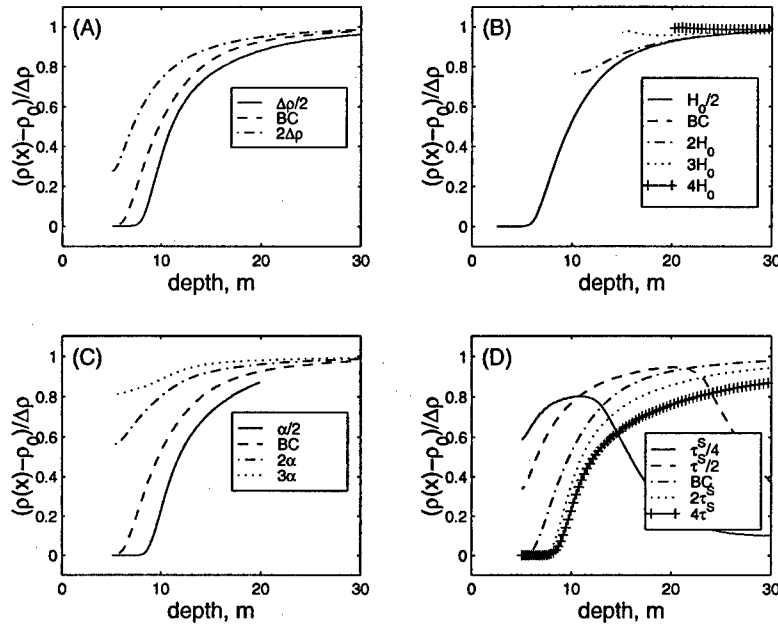 (A)
(ρ(x)−ρ₀)/Δρ
1
0.8
0.6
0.4
0.2
0
Δρ/2
BC
2Δρ
0 10 20 30
depth, m
(B)
(ρ(x)−ρ₀)/Δρ
1
0.8
0.6
0.4
0.2
0
H₀/2
BC
2H₀
3H₀
4H₀
0 10 20 30
depth, m
(C)
(ρ(x)−ρ₀)/Δρ
1
0.8
0.6
0.4
0.2
0
α/2
BC
2α
3α
0 10 20 30
depth, m
(D)
(ρ(x)−ρ₀)/Δρ
1
0.8
0.6
0.4
0.2
0
τˢ/4
τˢ/2
BC
2τˢ
4τˢ
0 10 20 30
depth, m